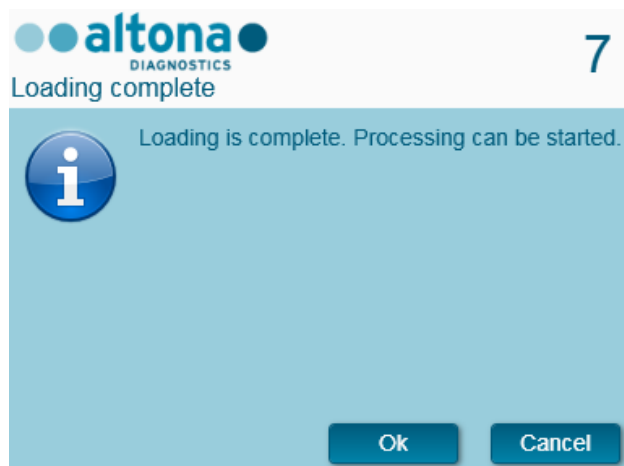 altona
DIAGNOSTICS
7
Loading complete
Loading is complete. Processing can be started.
Ok
Cancel